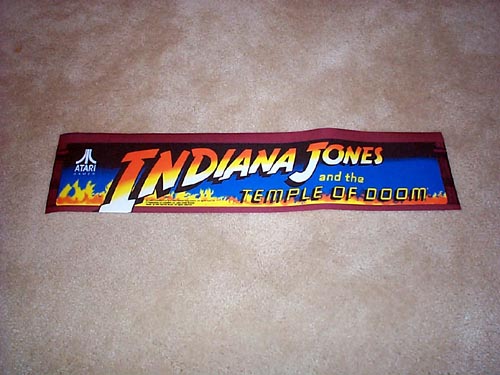 ATARI
GAMES
INDIANA JONES
and the
TEMPLE OF DOOM